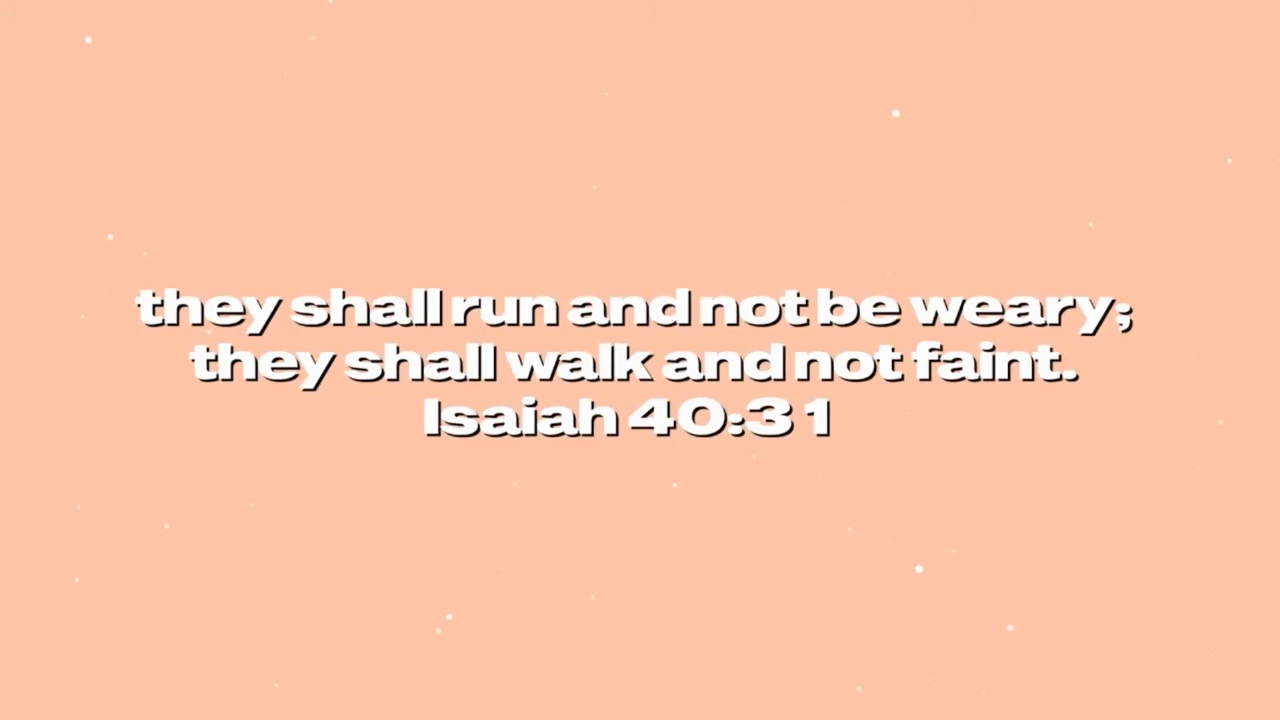 they shall run and not be weary;
they shall walk and not faint.
Isaiah 40:31